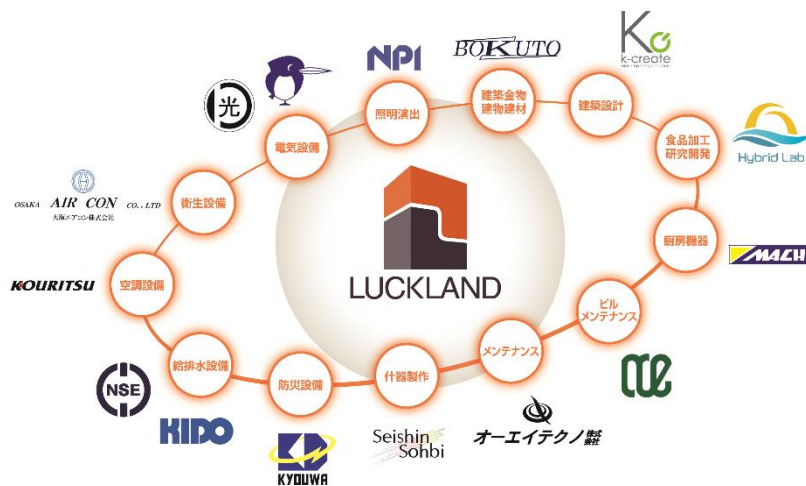 NPI
BOKUTO
K
k-create
光
照明演出
建築金物
建物建材
建築設計
電気設備
食品加工
研究開発
Hybrid Lab
OSAKA AIR CON CO.,LTD
大阪エアコン株式会社
衛生設備
LUCKLAND
厨房機器
MACH
KOURITSU
空調設備
ビル
メンテナンス
給排水設備
防災設備
什器製作
メンテナンス
NSE
KIDO
KYOUWA
Seishin
Sohbi
オーエイテクノ株式会社
cce